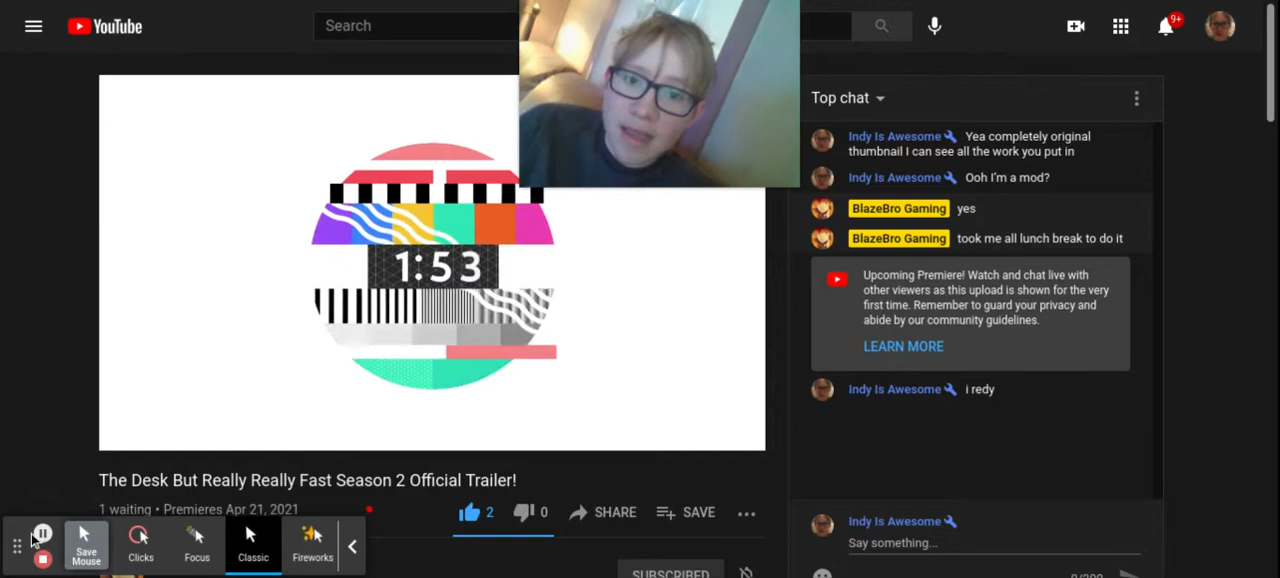 YouTube
Search
9+
1:53
Top chat
Indy Is Awesome Yea completely original
thumbnail I can see all the work you put in
Indy Is Awesome Ooh I'm a mod?
BlazeBro Gaming yes
BlazeBro Gaming took me all lunch break to do it
Upcoming Premiere! Watch and chat live with
other viewers as this upload is shown for the very
first time. Remember to guard your privacy and
abide by our community guidelines.
LEARN MORE
Indy Is Awesome i redy
The Desk But Really Really Fast Season 2 Official Trailer!
1 waiting • Premieres Apr 21, 2021
2
0
SHARE
SAVE
Indy Is Awesome
Say something...
Save
Mouse
Clicks
Focus
Classic
Fireworks
SUBSCRIBED
0/200